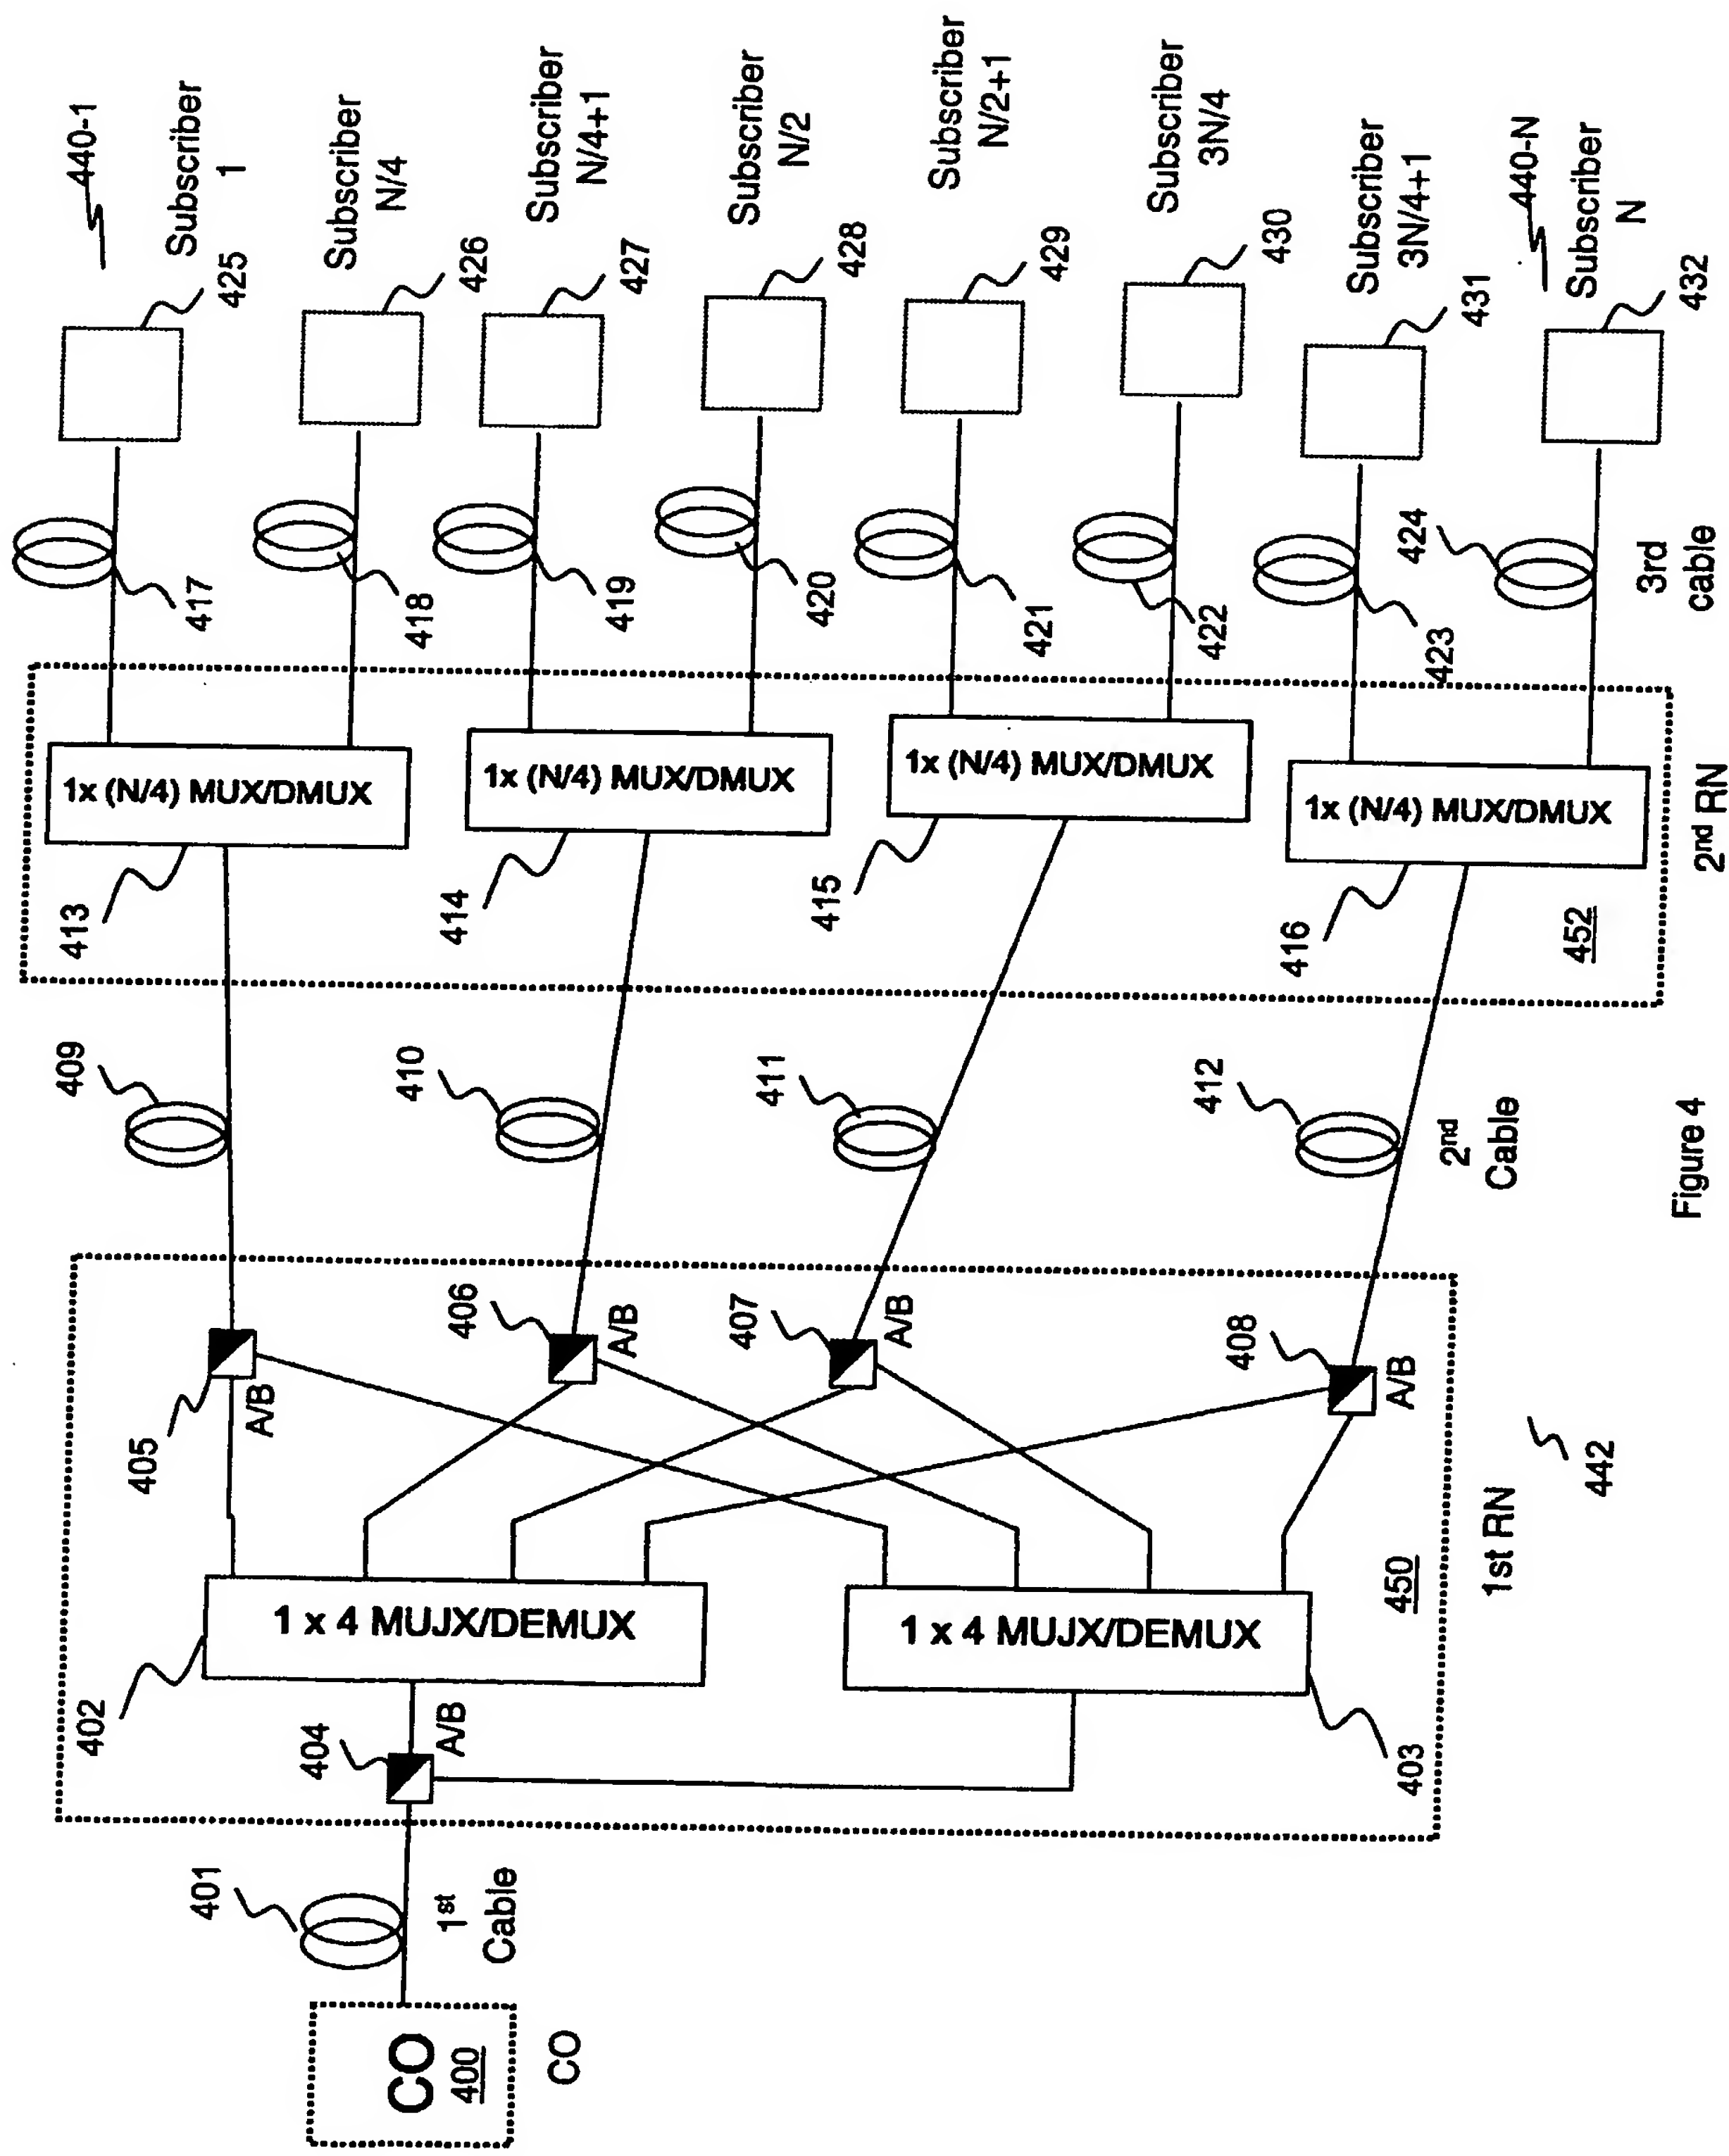 440-1
Subscriber
1
Subscriber
N/4
Subscriber
N/4+1
Subscriber
N/2
Subscriber
N/2+1
Subscriber
3N/4
Subscriber
3N/4+1
440-N
Subscriber
N
425
426
427
428
429
430
431
432
417
418
419
420
421
422
423
424
3rd
cable
1x (N/4) MUX/DMUX
1x (N/4) MUX/DMUX
1x (N/4) MUX/DMUX
1x (N/4) MUX/DMUX
413
414
415
416
452
2nd RN
409
410
411
412
2nd
Cable
405
A/B
406
A/B
407
A/B
408
A/B
442
1 x 4 MUJX/DEMUX
1 x 4 MUJX/DEMUX
450
1st RN
402
404
A/B
403
401
1st
Cable
CO
400
CO
Figure 4